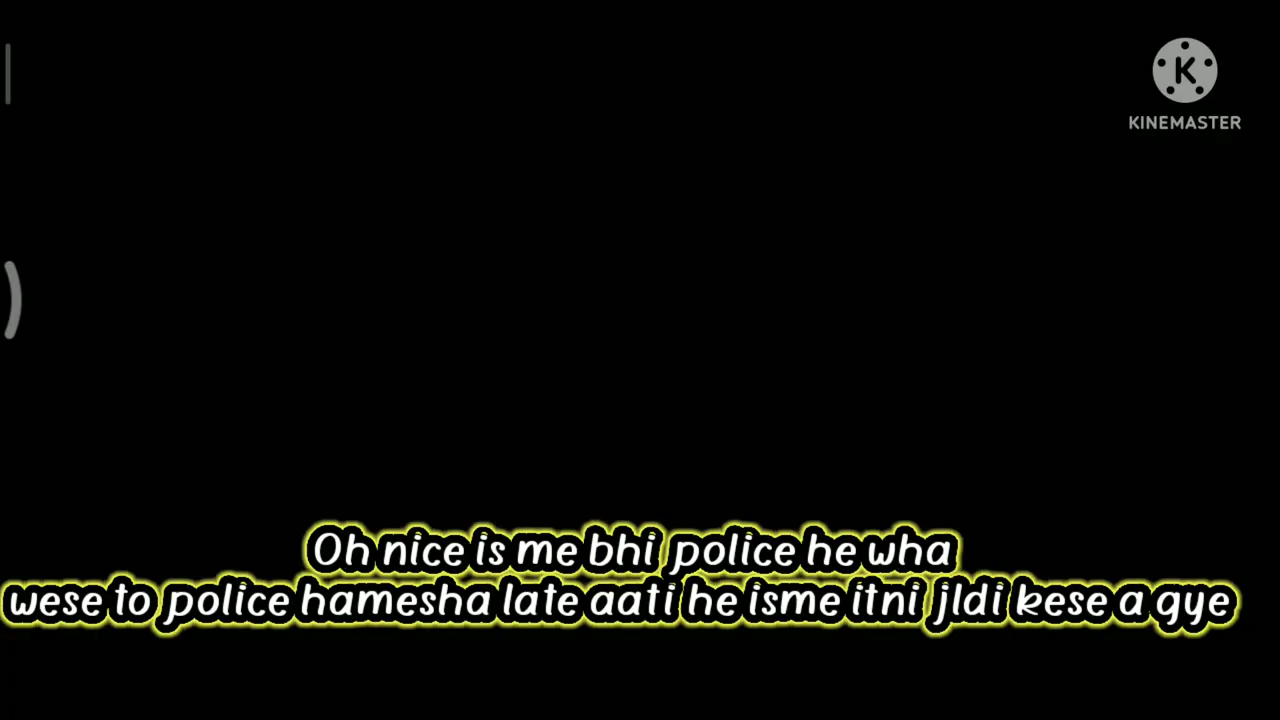 KINEMASTER
Oh nice is me bhi police he wha
wese to police hamesha late aati he isme itni jldi kese a gye